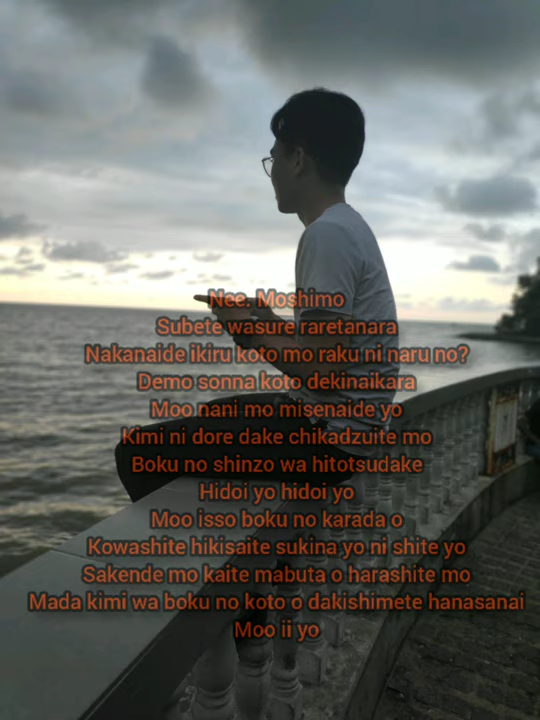 Nee. Moshimo
Subete wasure raretanara
Nakanaide ikiru koto mo raku ni naru no?
Demo sonna koto dekinaikara
Moo nani mo misenaide yo
Kimi ni dore dake chikadzuite mo
Boku no shinzo wa hitotsudake
Hidoi yo hidoi yo
Moo isso boku no karada o
Kowashite hikisaite sukina yo ni shite yo
Sakende mo kaite mabuta o harashite mo
Mada kimi wa boku no koto o dakishimete hanasanai
Moo ii yo